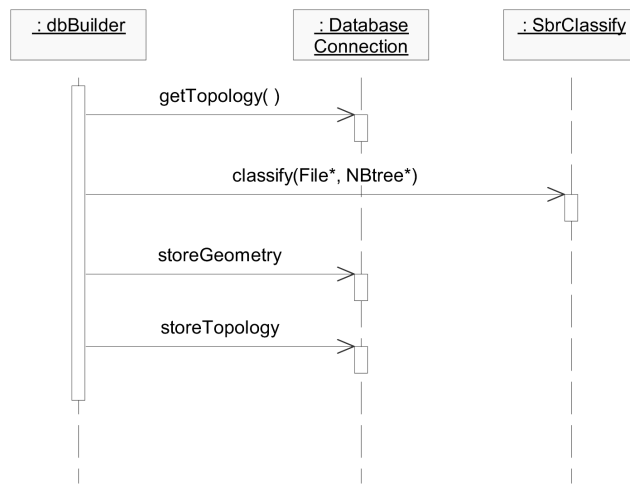 : dbBuilder
: Database
Connection
: SbrClassify
getTopology( )
classify(File*, NBtree*)
storeGeometry
storeTopology